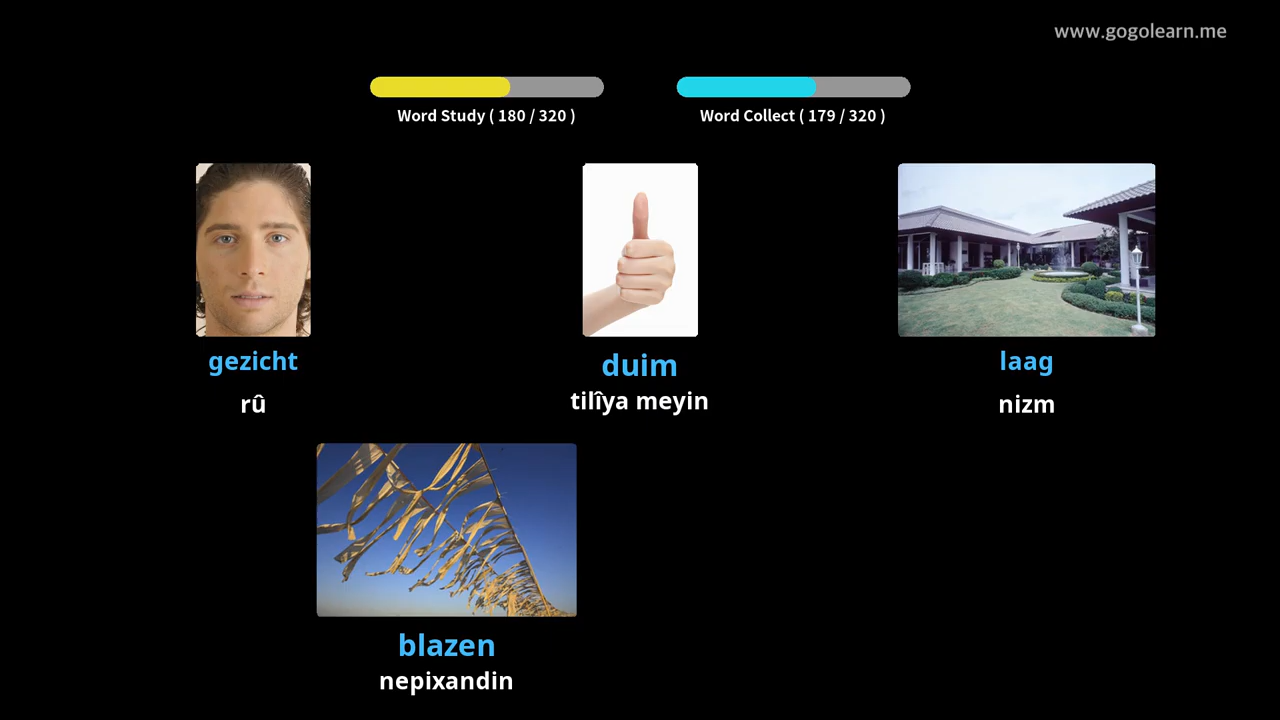 www.gogolearn.me
Word Study ( 180 / 320 )
Word Collect ( 179 / 320 )
gezicht
rû
duim
tilîya meyin
laag
nizm
blazen
nepixandin